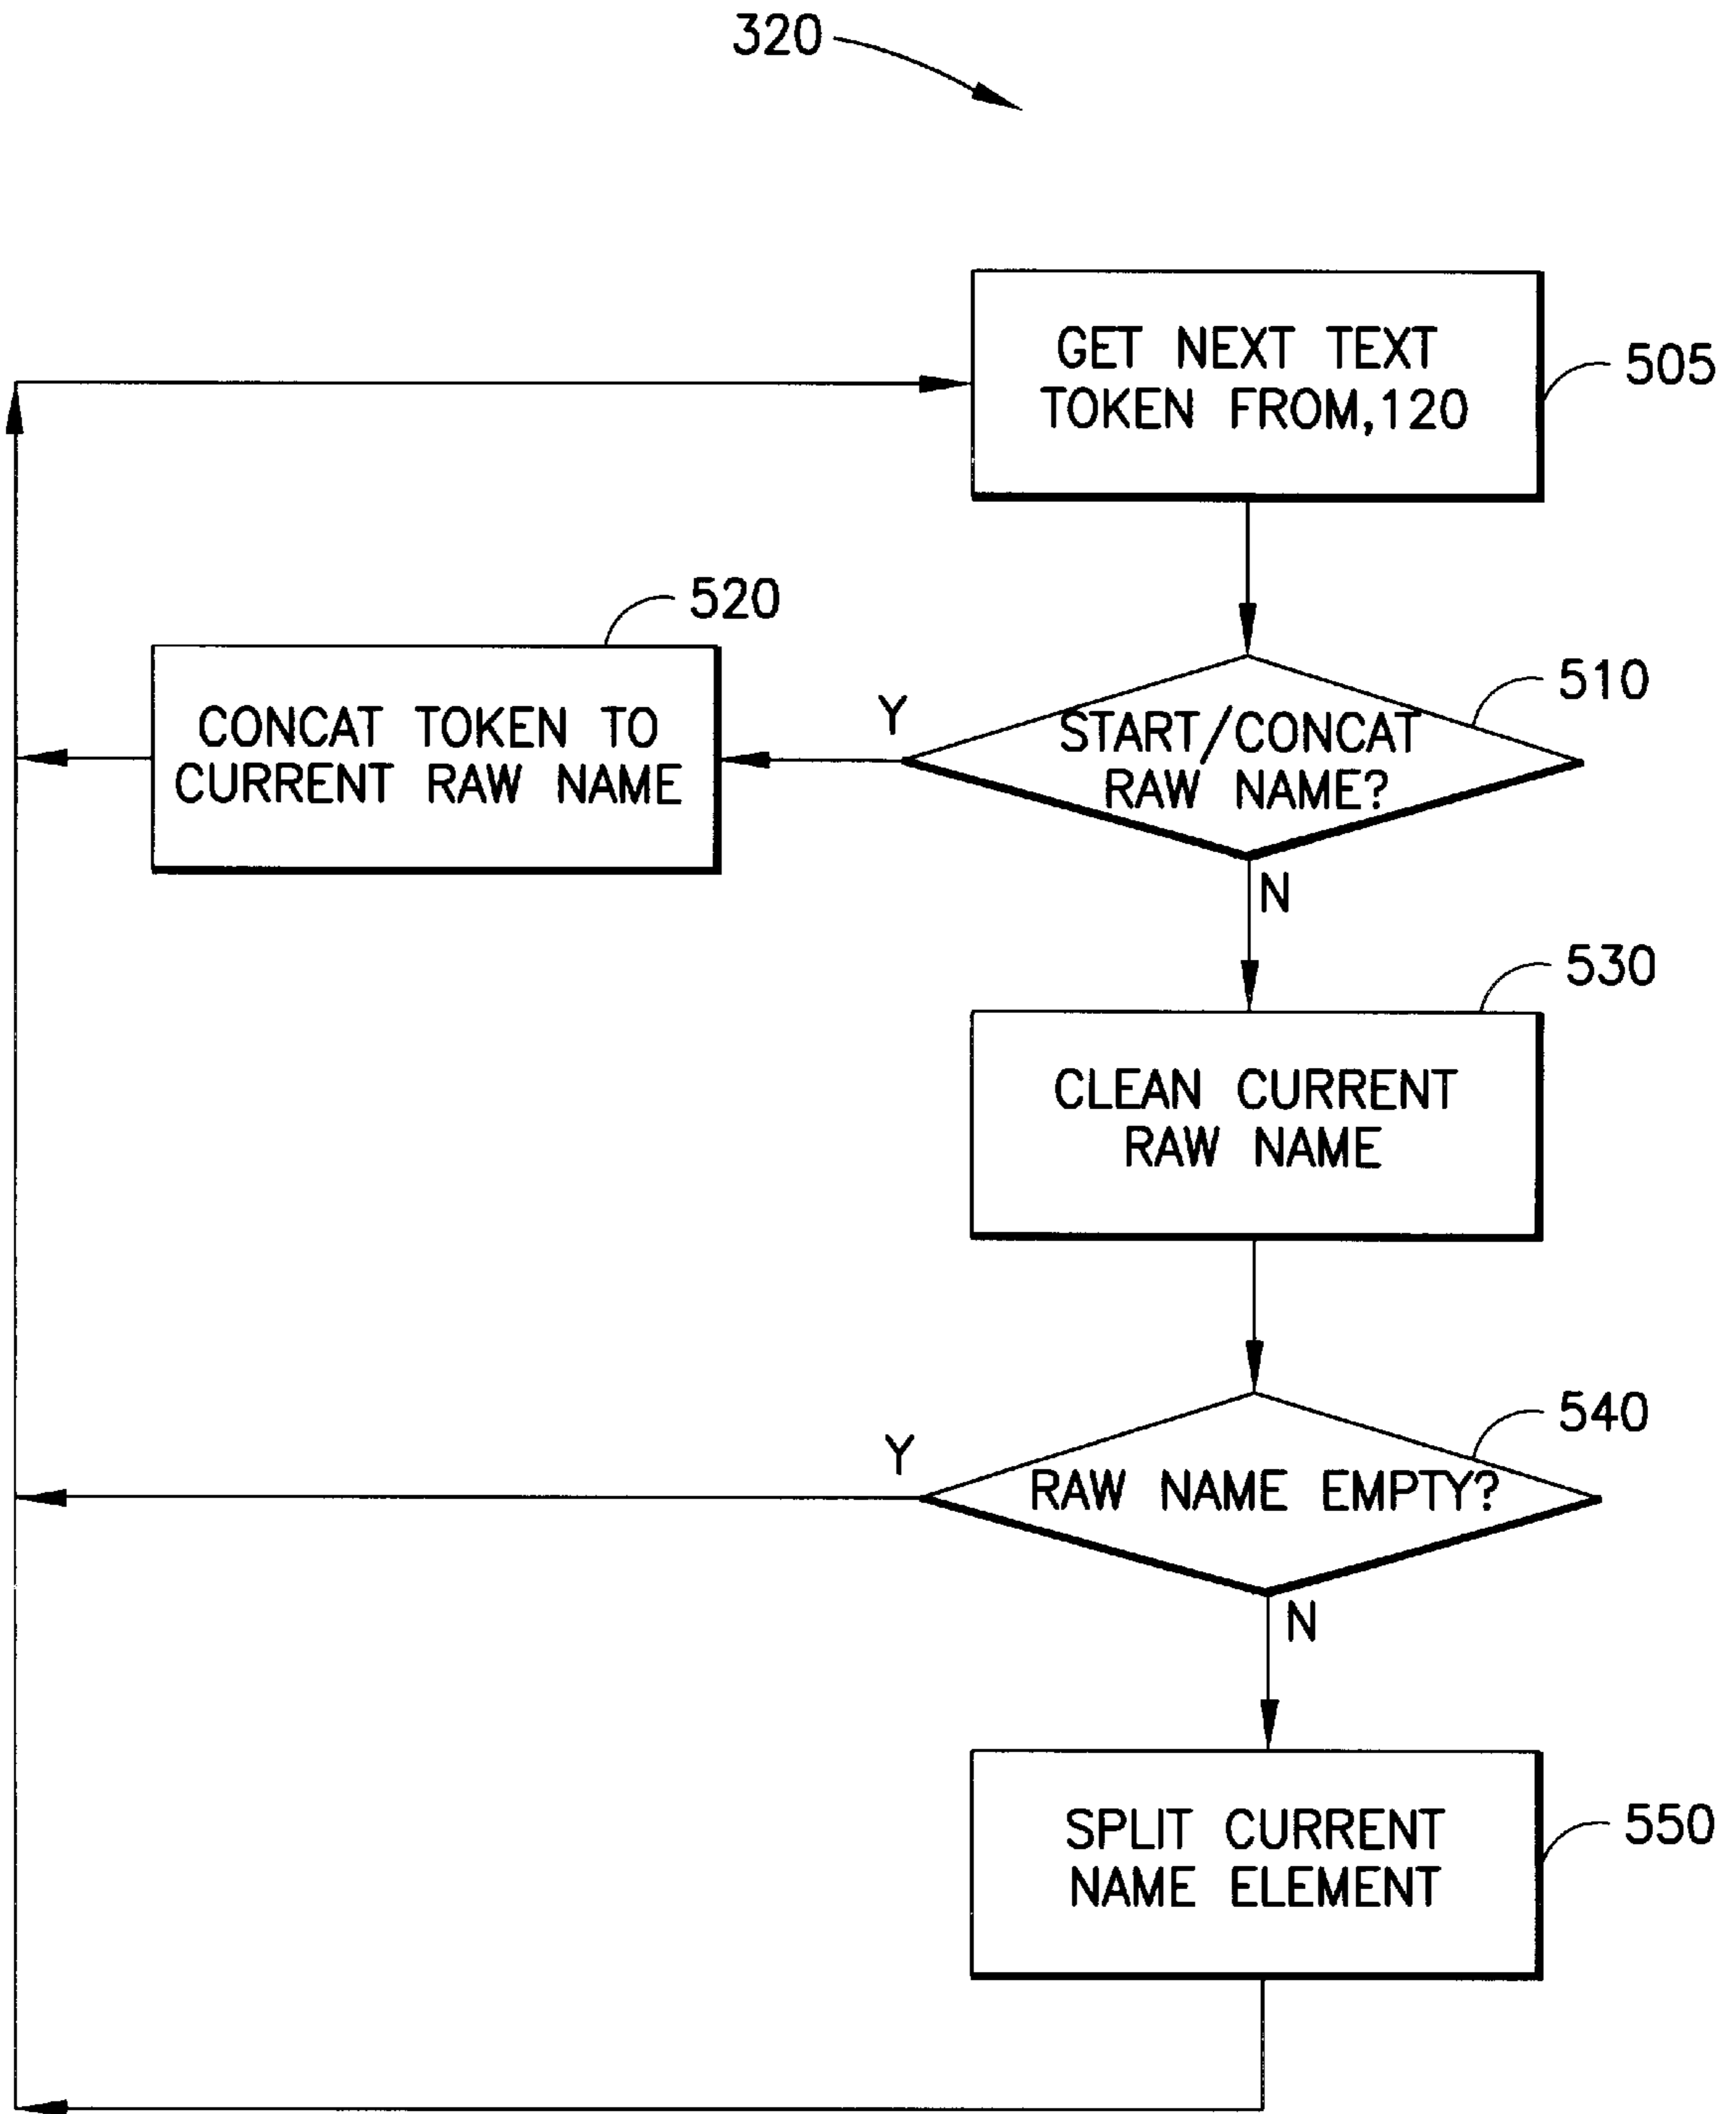 320
GET NEXT TEXT
TOKEN FROM,120
505
520
CONCAT TOKEN TO
CURRENT RAW NAME
Y
START/CONCAT
RAW NAME?
510
N
530
CLEAN CURRENT
RAW NAME
540
Y
RAW NAME EMPTY?
N
SPLIT CURRENT
NAME ELEMENT
550